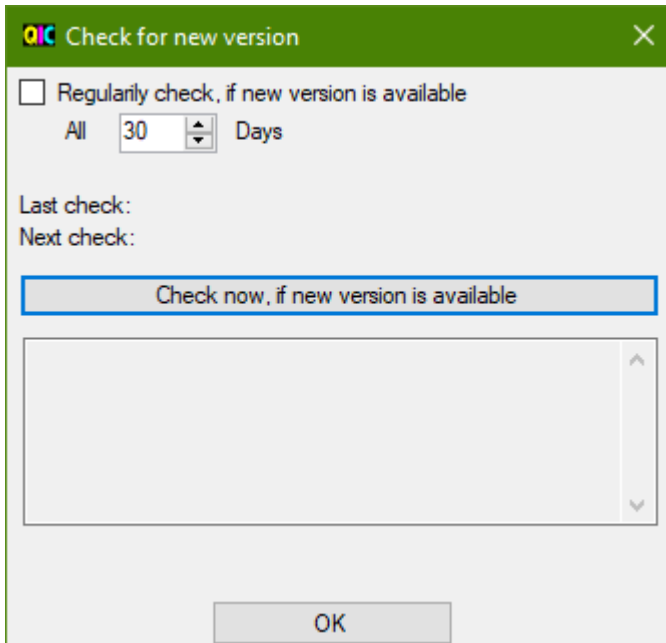 QIC Check for new version
Regularily check, if new version is available
All 30 Days
Last check:
Next check:
Check now, if new version is available
OK